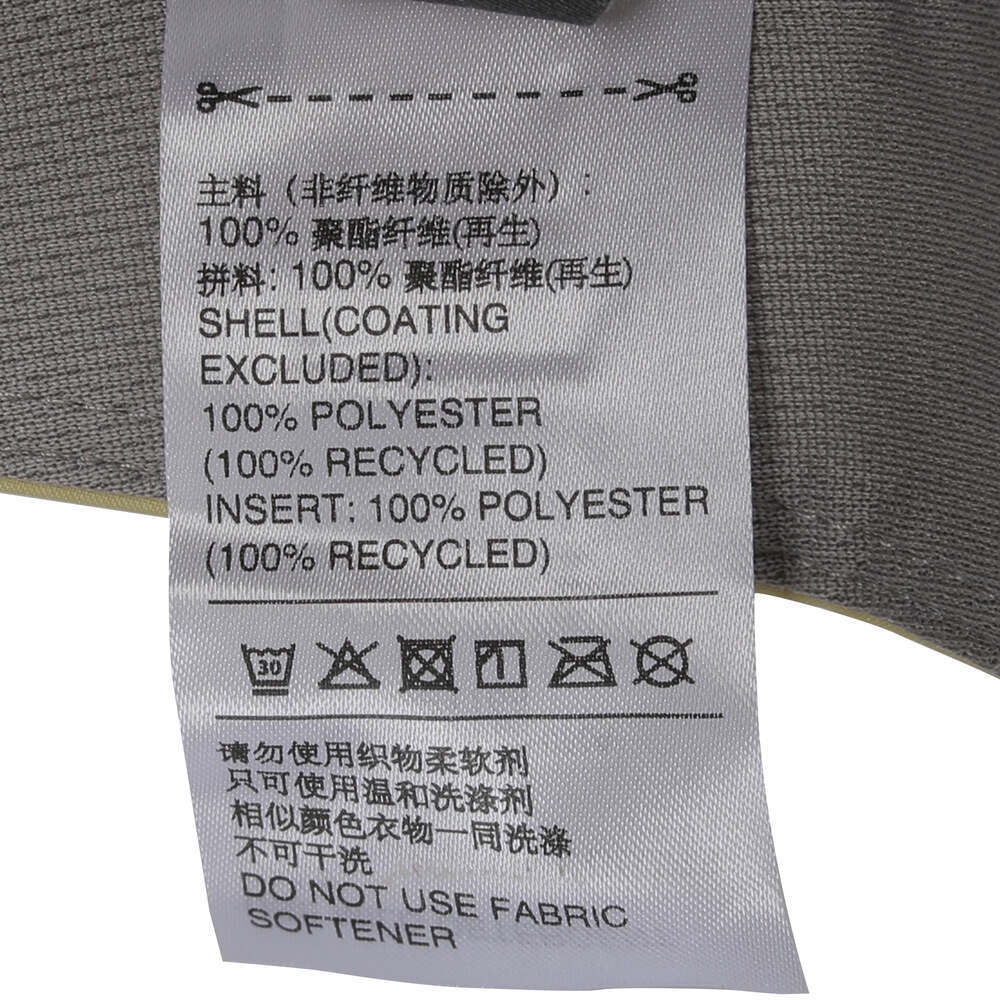 主料（非纤维物质除外）:
100% 聚酯纤维(再生)
拼料: 100% 聚酯纤维(再生)
SHELL(COATING
EXCLUDED):
100% POLYESTER
(100% RECYCLED)
INSERT: 100% POLYESTER
(100% RECYCLED)
30
请勿使用织物柔软剂
只可使用温和洗涤剂
相似颜色衣物一同洗涤
不可干洗
DO NOT USE FABRIC
SOFTENER